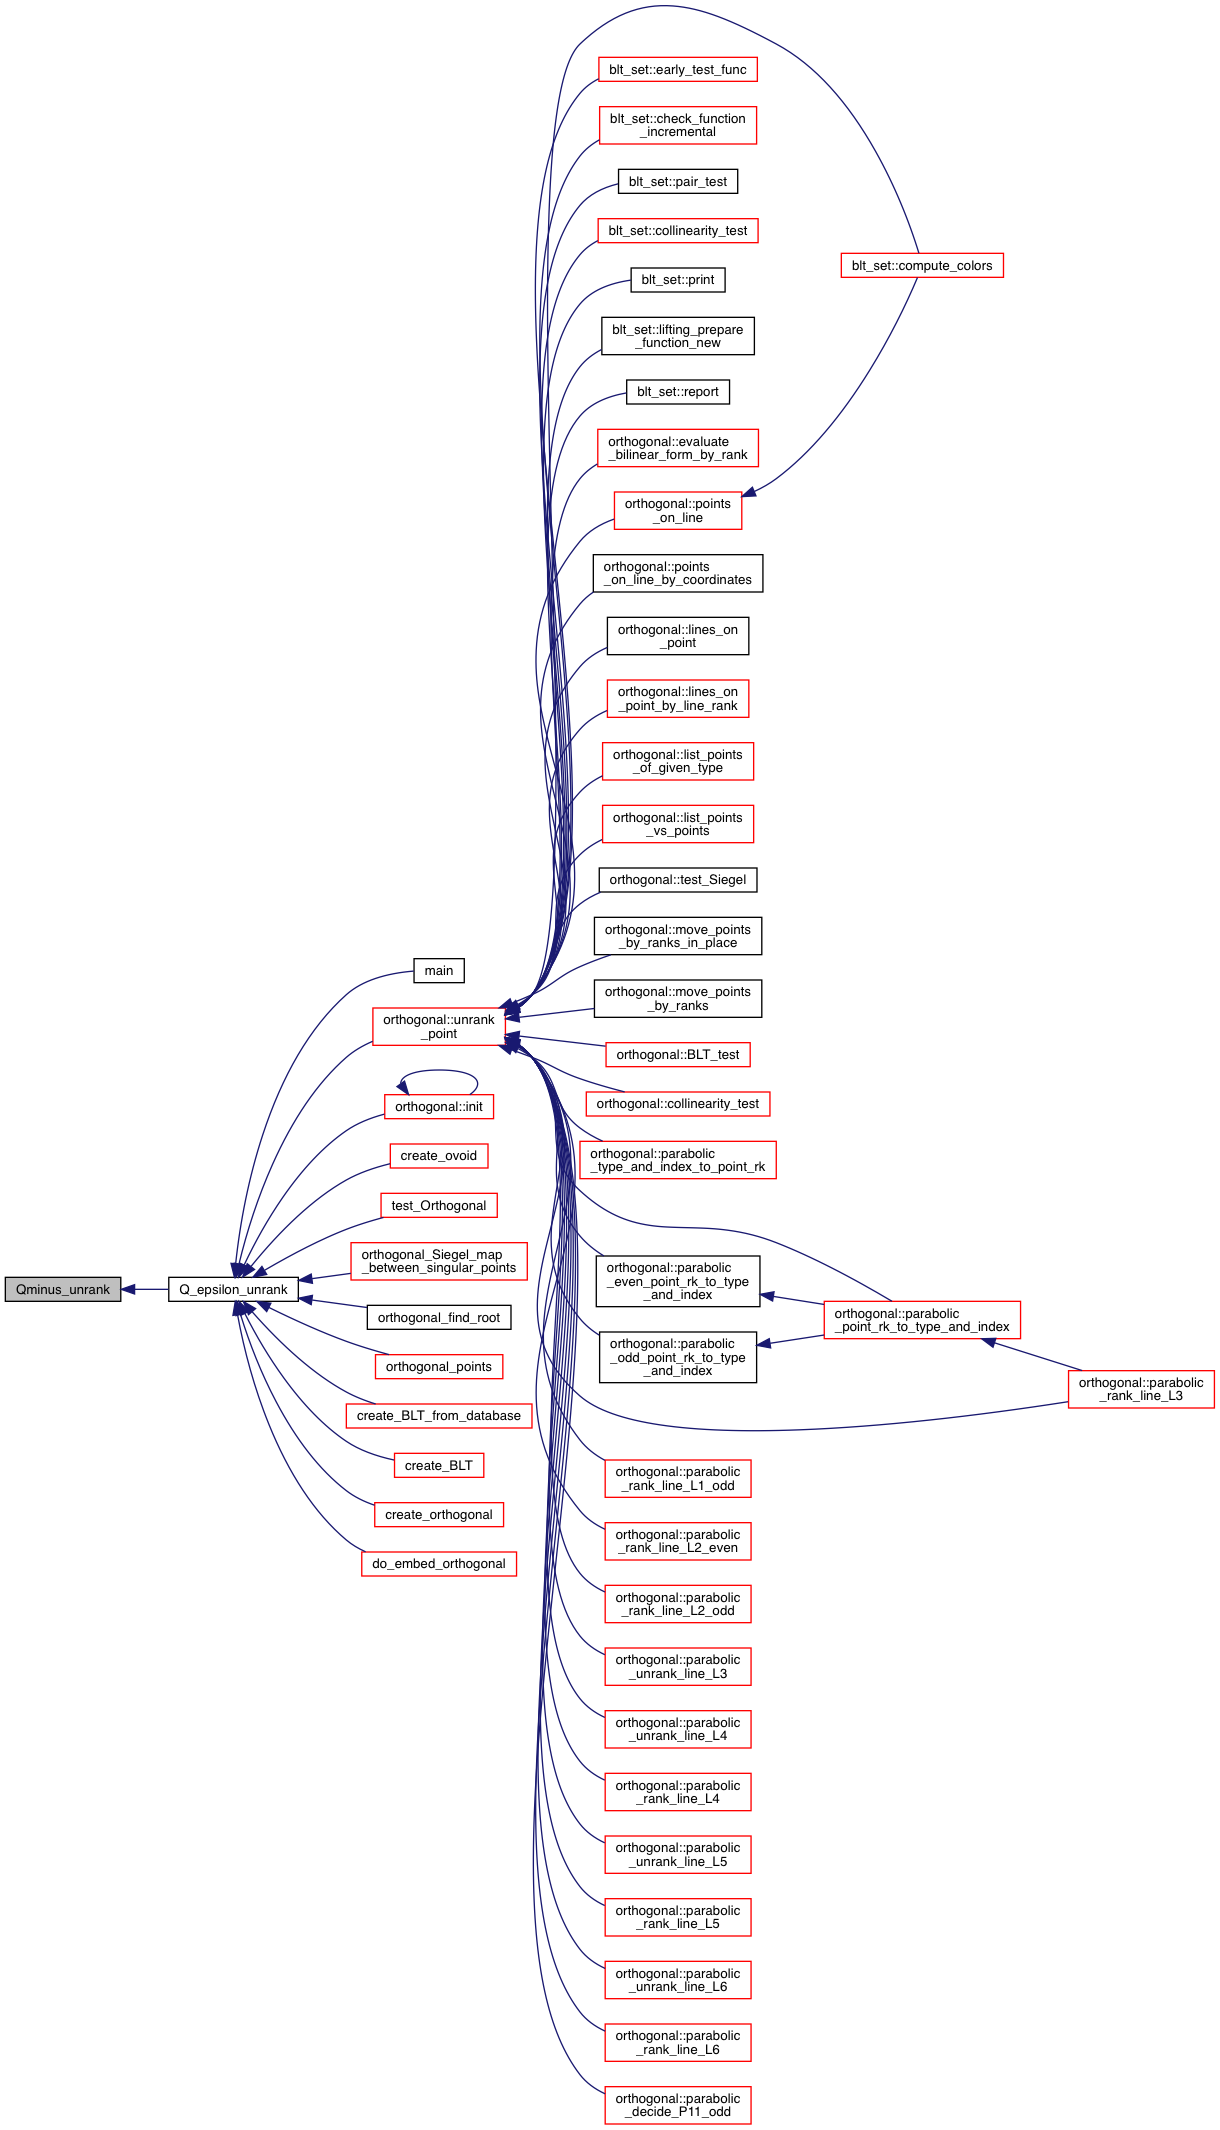 blt_set::early_test_func
blt_set::check_function
_incremental
blt_set::pair_test
blt_set::collinearity_test
blt_set::compute_colors
blt_set::print
blt_set::lifting_prepare
_function_new
blt_set::report
orthogonal::evaluate
_bilinear_form_by_rank
orthogonal::points
_on_line
orthogonal::points
_on_line_by_coordinates
orthogonal::lines_on
_point
orthogonal::lines_on
_point_by_line_rank
orthogonal::list_points
_of_given_type
orthogonal::list_points
_vs_points
orthogonal::test_Siegel
orthogonal::move_points
_by_ranks_in_place
main
orthogonal::move_points
_by_ranks
orthogonal::unrank
_point
orthogonal::BLT_test
orthogonal::init
orthogonal::collinearity_test
create_ovoid
orthogonal::parabolic
_type_and_index_to_point_rk
test_Orthogonal
orthogonal_Siegel_map
_between_singular_points
orthogonal::parabolic
_even_point_rk_to_type
_and_index
Qminus_unrank
Q_epsilon_unrank
orthogonal_find_root
orthogonal::parabolic
_point_rk_to_type_and_index
orthogonal::parabolic
_odd_point_rk_to_type
_and_index
orthogonal_points
orthogonal::parabolic
_rank_line_L3
create_BLT_from_database
create_BLT
orthogonal::parabolic
_rank_line_L1_odd
create_orthogonal
orthogonal::parabolic
_rank_line_L2_even
do_embed_orthogonal
orthogonal::parabolic
_rank_line_L2_odd
orthogonal::parabolic
_unrank_line_L3
orthogonal::parabolic
_unrank_line_L4
orthogonal::parabolic
_rank_line_L4
orthogonal::parabolic
_unrank_line_L5
orthogonal::parabolic
_rank_line_L5
orthogonal::parabolic
_unrank_line_L6
orthogonal::parabolic
_rank_line_L6
orthogonal::parabolic
_decide_P11_odd